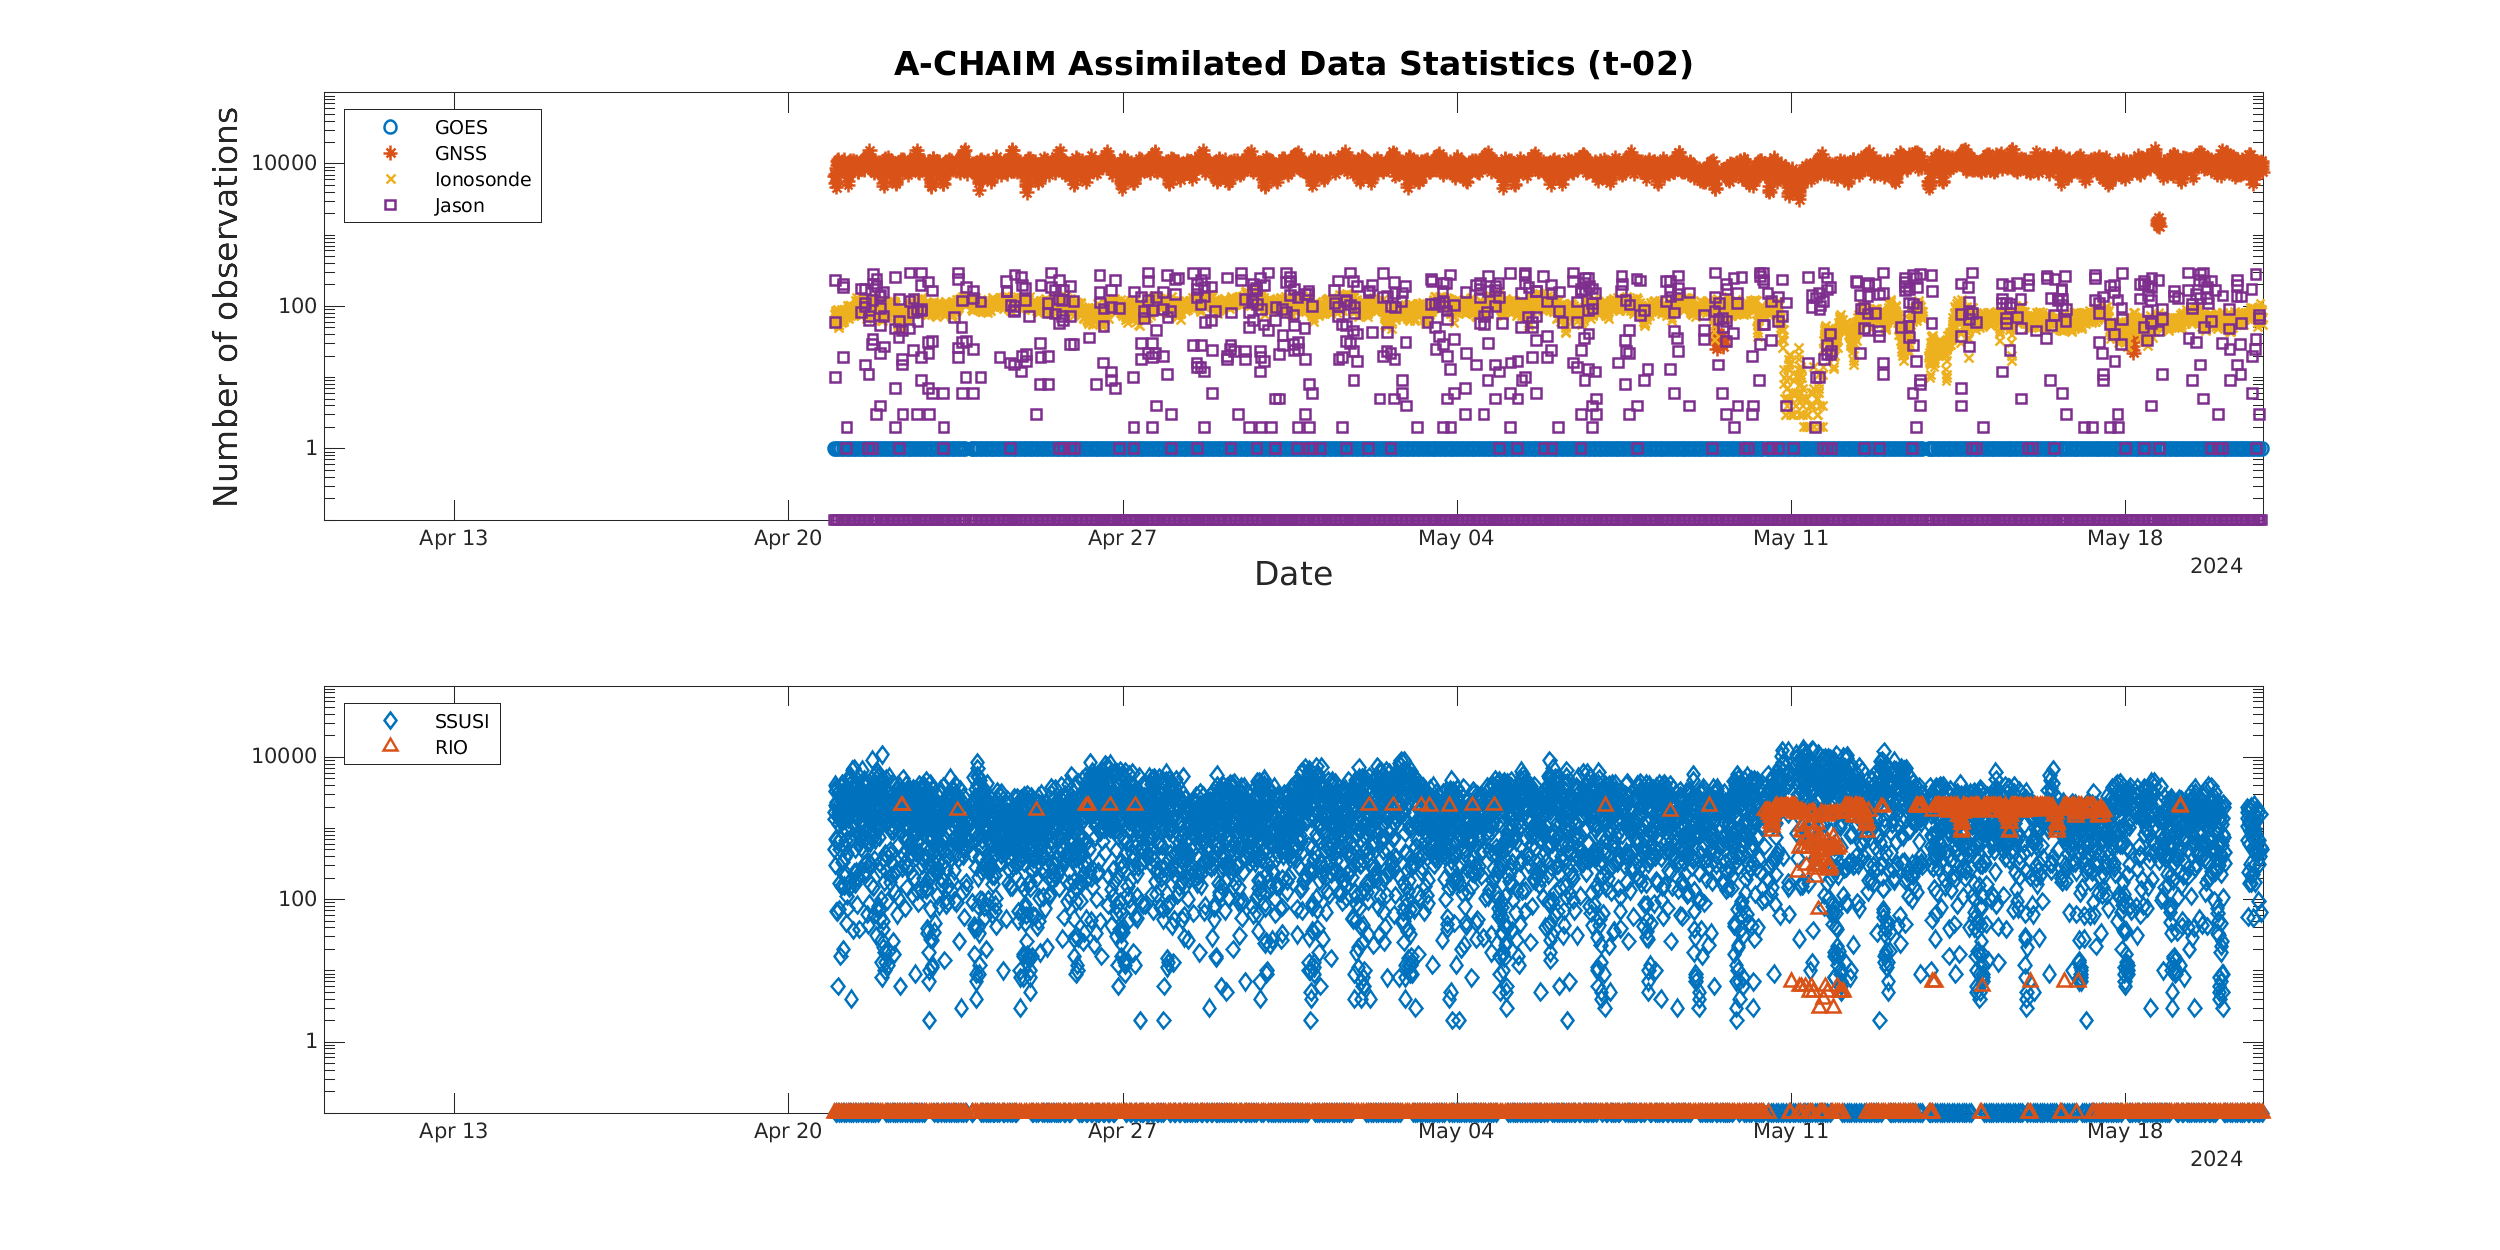 A-CHAIM Assimilated Data Statistics (t-02)
Number of observations
10000
100
1
GOES
GNSS
Ionosonde
Jason
Apr 13
Apr 20
Apr 27
May 04
May 11
May 18
2024
Date
10000
100
1
SSUSI
RIO
Apr 13
Apr 20
Apr 27
May 04
May 11
May 18
2024